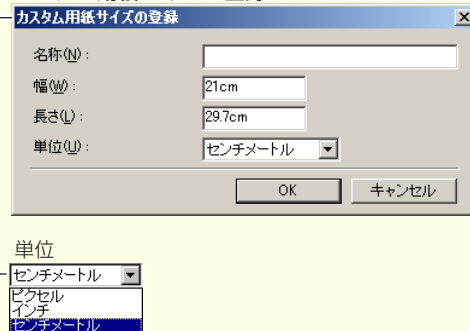 カスタム用紙サイズの登録
名称(N):
幅(W): 21cm
長さ(L): 29.7cm
単位(U): センチメートル
OK キャンセル
単位
センチメートル
ピクセル
インチ
センチメートル